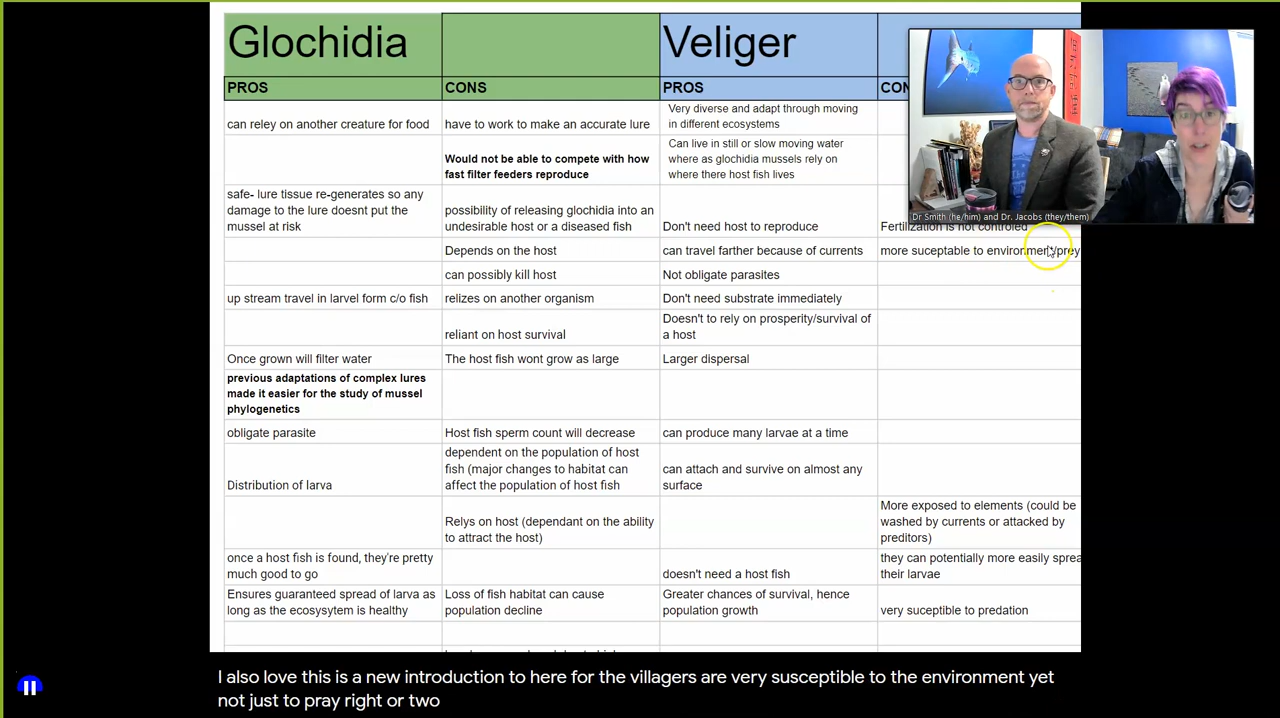 Glochidia
Veliger
PROS
CONS
PROS
CON
can reley on another creature for food
have to work to make an accurate lure
Very diverse and adapt through moving
in different ecosystems
Would not be able to compete with how
fast filter feeders reproduce
Can live in still or slow moving water
where as glochidia mussels rely on
where there host fish lives
safe- lure tissue re-generates so any
damage to the lure doesnt put the
mussel at risk
possibility of releasing glochidia into an
undesirable host or a diseased fish
Don't need host to reproduce
Fertilization is not controled
Dr Smith (he/him) and Dr. Jacobs (they/them)
Depends on the host
can travel farther because of currents
more suceptable to environment/prey
can possibly kill host
Not obligate parasites
up stream travel in larvel form c/o fish
relizes on another organism
Don't need substrate immediately
reliant on host survival
Doesn't to rely on prosperity/survival of
a host
Once grown will filter water
The host fish wont grow as large
Larger dispersal
previous adaptations of complex lures
made it easier for the study of mussel
phylogenetics
obligate parasite
Host fish sperm count will decrease
can produce many larvae at a time
Distribution of larva
dependent on the population of host
fish (major changes to habitat can
affect the population of host fish
can attach and survive on almost any
surface
Relys on host (dependant on the ability
to attract the host)
More exposed to elements (could be
washed by currents or attacked by
preditors)
once a host fish is found, they're pretty
much good to go
doesn't need a host fish
they can potentially more easily sprea
their larvae
Ensures guaranteed spread of larva as
long as the ecosysytem is healthy
Loss of fish habitat can cause
population decline
Greater chances of survival, hence
population growth
very suceptible to predation
I also love this is a new introduction to here for the villagers are very susceptible to the environment yet
not just to pray right or two